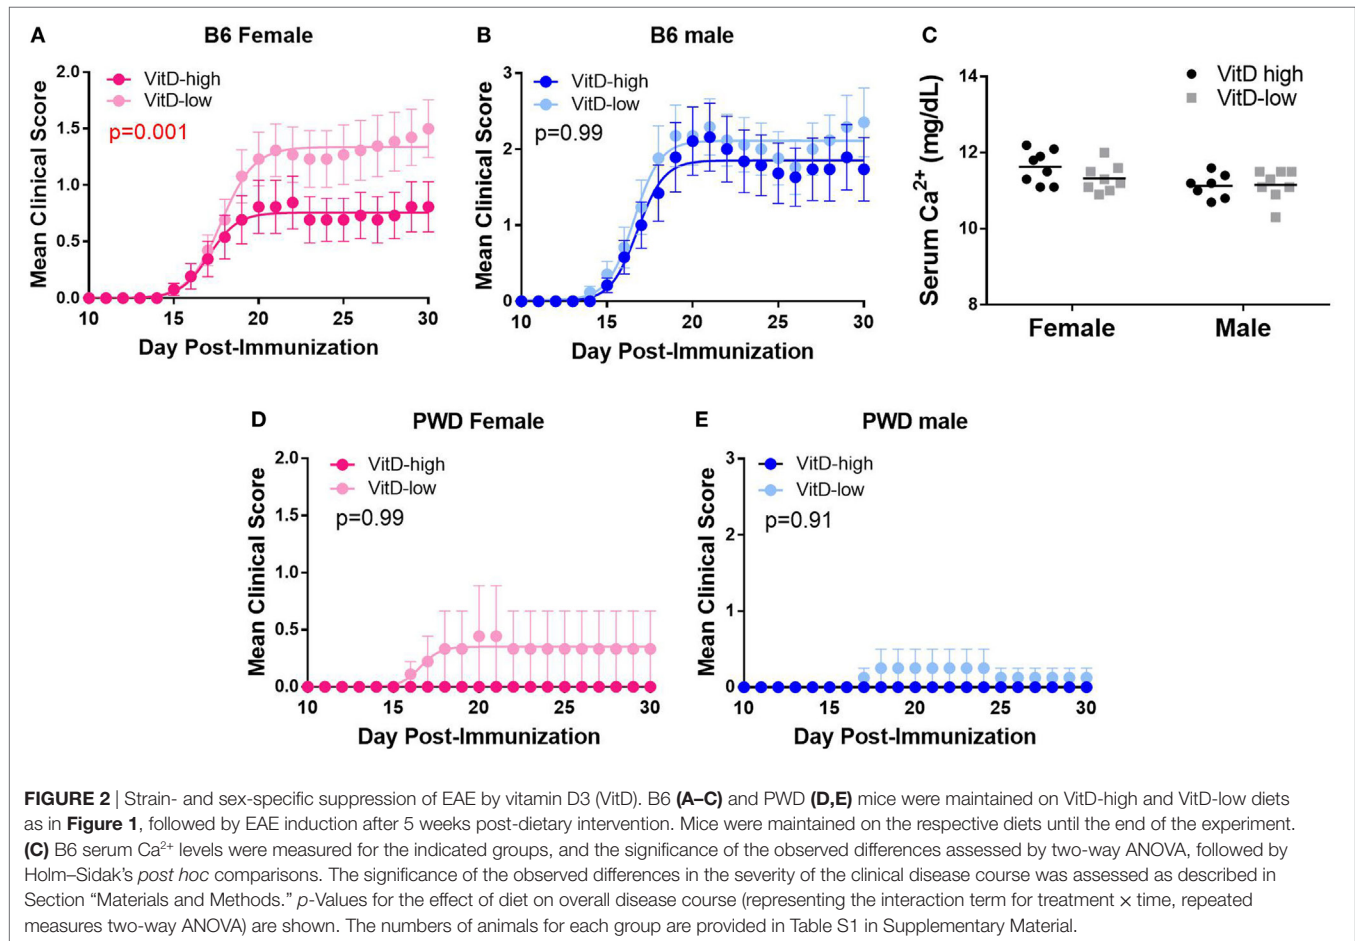 A
B6 Female
2.0
1.5
1.0
0.5
0.0
Mean Clinical Score
VitD-high
VitD-low
p=0.001
10 15 20 25 30
Day Post-Immunization
B
B6 male
3
2
1
0
Mean Clinical Score
VitD-high
VitD-low
p=0.99
10 15 20 25 30
Day Post-Immunization
C
VitD high
VitD-low
14
12
10
8
Serum Ca2+ (mg/dL)
Female Male
D
PWD Female
2.0
1.5
1.0
0.5
0.0
Mean Clinical Score
VitD-high
VitD-low
p=0.99
10 15 20 25 30
Day Post-Immunization
E
PWD male
3
2
1
0
Mean Clinical Score
VitD-high
VitD-low
p=0.91
10 15 20 25 30
Day Post-Immunization
FIGURE 2 | Strain- and sex-specific suppression of EAE by vitamin D3 (VitD). B6 (A–C) and PWD (D,E) mice were maintained on VitD-high and VitD-low diets
as in Figure 1, followed by EAE induction after 5 weeks post-dietary intervention. Mice were maintained on the respective diets until the end of the experiment.
(C) B6 serum Ca2+ levels were measured for the indicated groups, and the significance of the observed differences assessed by two-way ANOVA, followed by
Holm–Sidak's post hoc comparisons. The significance of the observed differences in the severity of the clinical disease course was assessed as described in
Section “Materials and Methods.” p-Values for the effect of diet on overall disease course (representing the interaction term for treatment × time, repeated
measures two-way ANOVA) are shown. The numbers of animals for each group are provided in Table S1 in Supplementary Material.